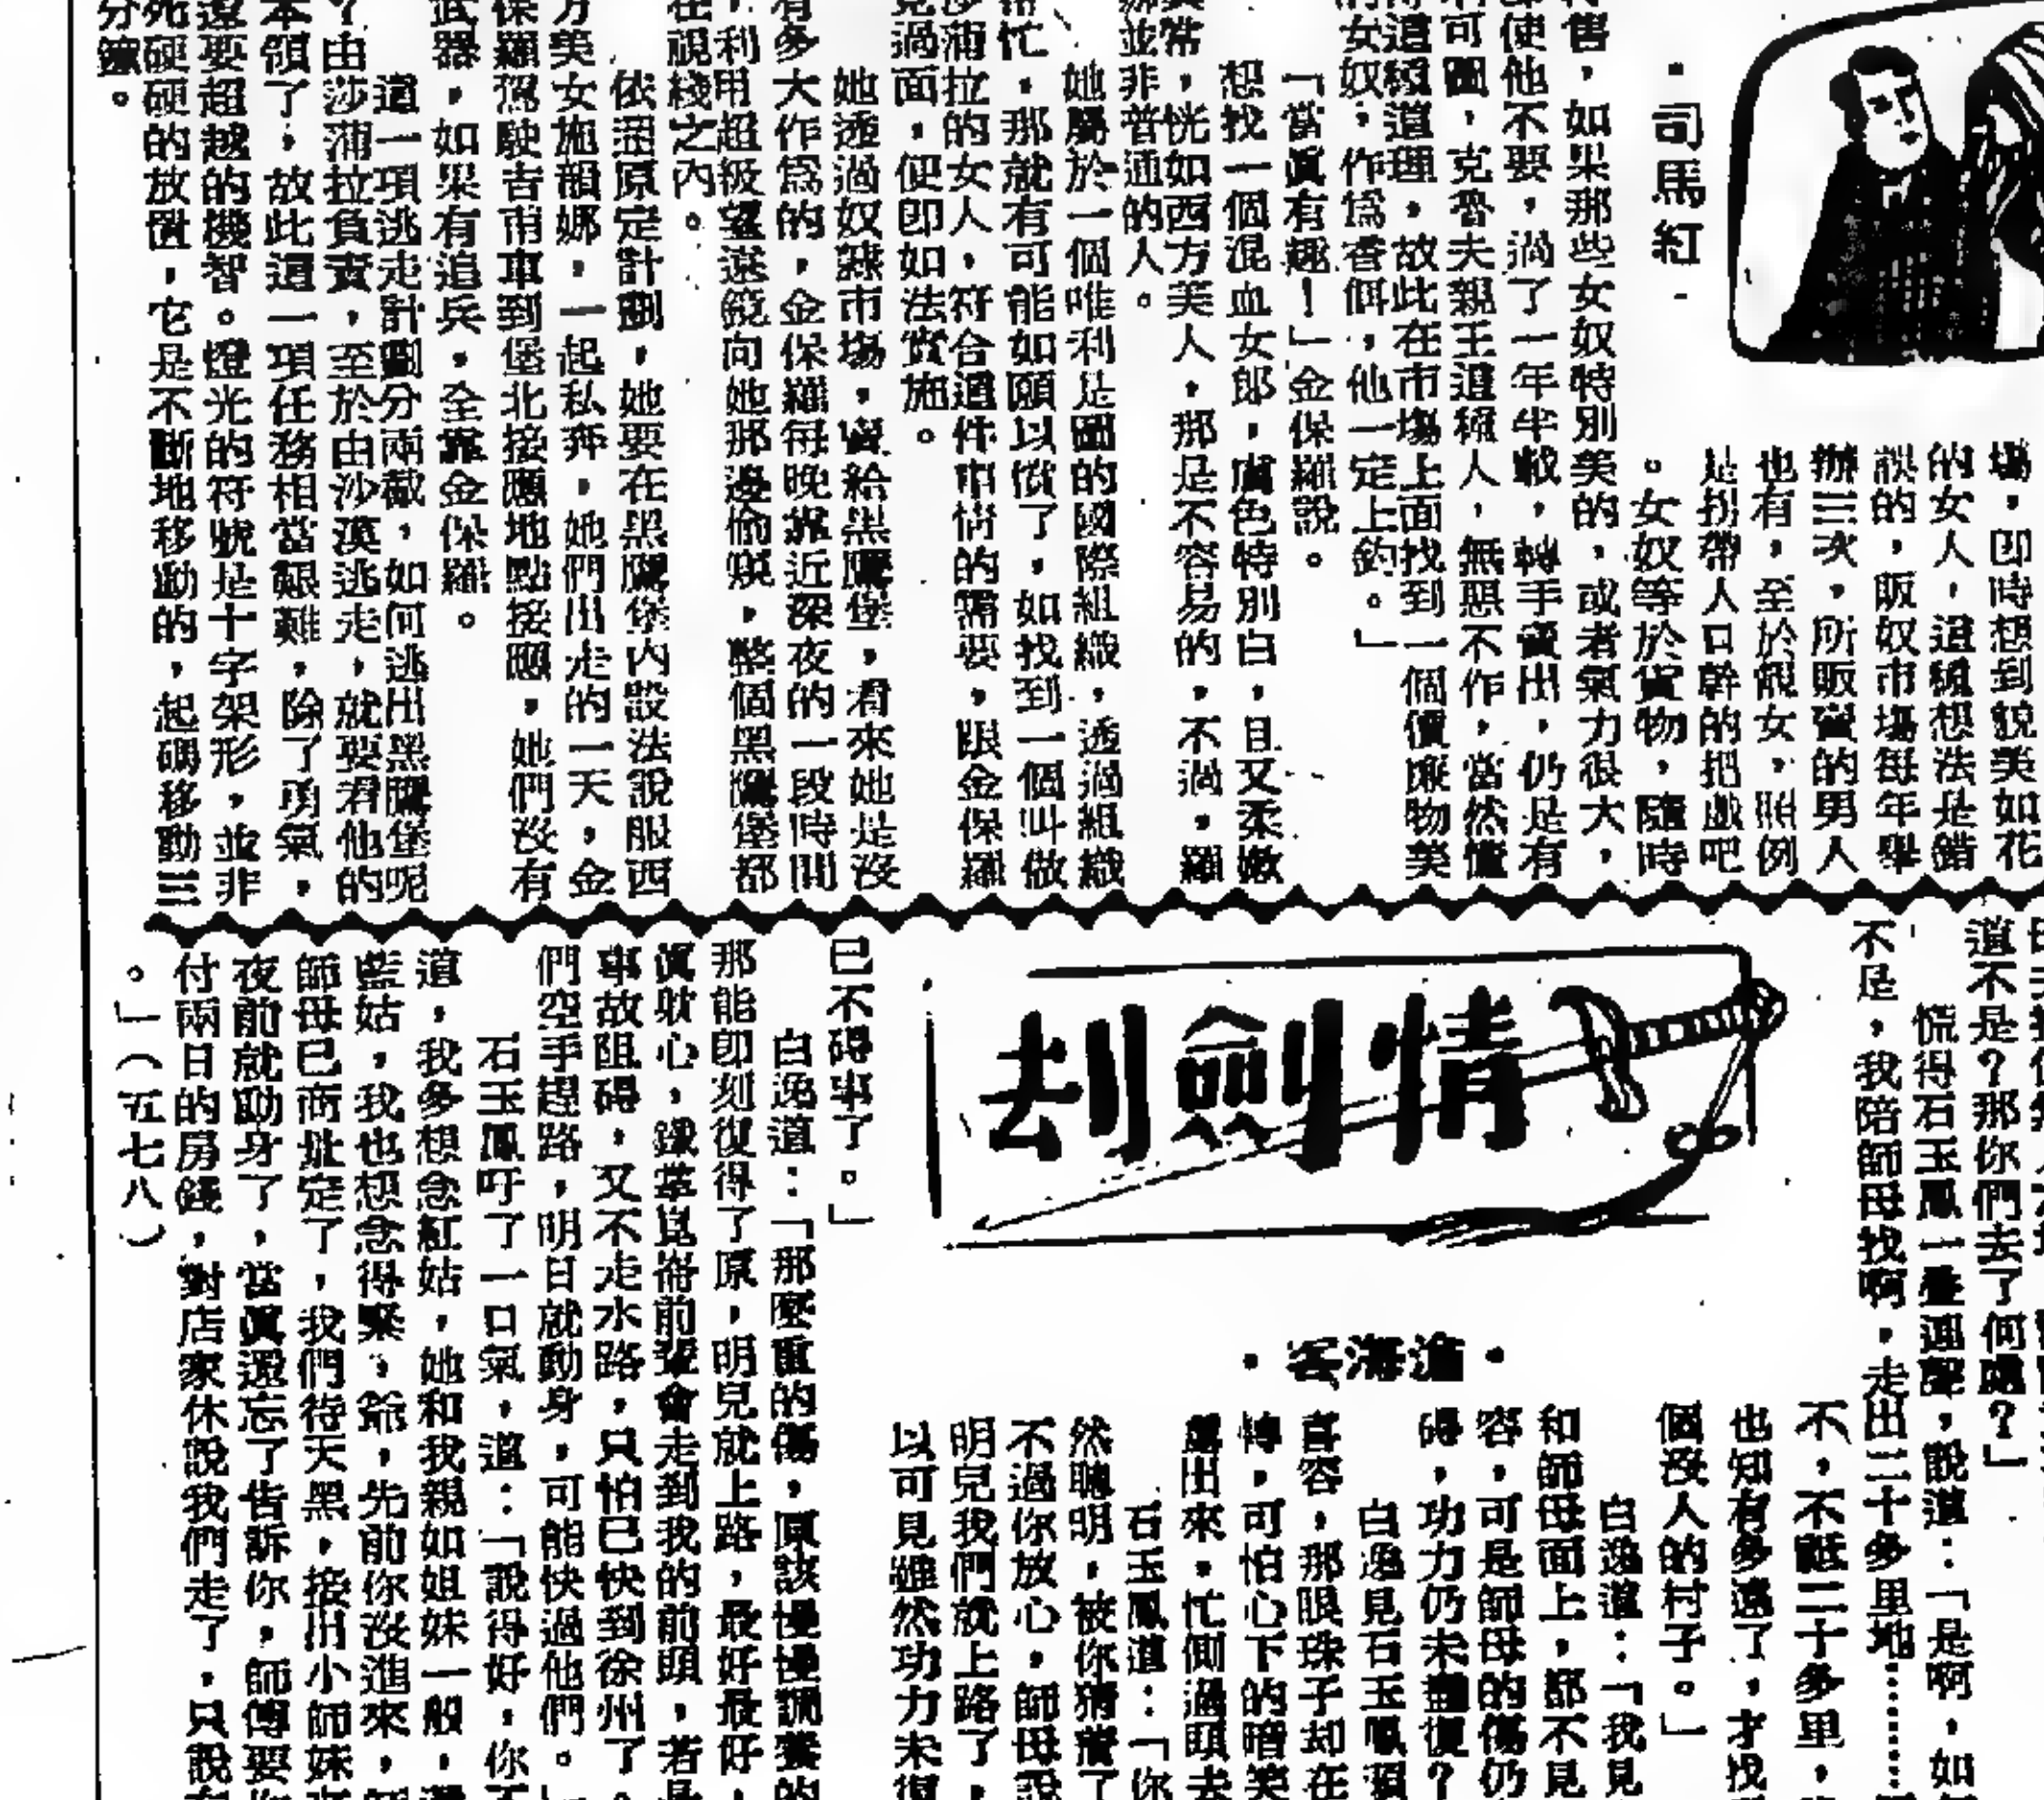 ・司馬紅・
場，即時想到貌美如花
的女人，這種想法是錯
誤的，販奴市場每年舉
辦三次，所販賣的男人
也有，至於靚女，照例
是拐帶人口幹的把戲吧
。女奴等於貨物，隨時
售，如果那些女奴特別美的，或者氣力很大，
使他不要，過了一年半載，轉手賣出，仍是有
可圖，克魯夫親王這種人，無惡不作，當然懂
這種道理，故此在市場上面找到一個價廉物美
女奴，作為香餌，他一定上釣。」
「當眞有趣！」金保羅說。
想找一個混血女郎，膚色特別白，且又柔嫩
常，恍如西方美人，那是不容易的，不過，羅
並非普通的人。
她屬於一個唯利是圖的國際組織，透過組織
忙，那就有可能如願以償了，如找到一個叫做
莎蒲拉的女人，符合這件事情的需要，跟金保羅
見過面，便即如法實施。
她透過奴隸市場，賣給黑鷹堡，看來她是沒
有多大作爲的，金保羅每晚靠近深夜的一段時間
，利用超級望遠鏡向她那邊偷窺，整個黑鷹堡都
在視綫之內。
依照原定計劃，她要在黑鷹堡內設法說服西
方美女施韻娜，一起私奔，她們出走的一天，金
保羅駕駛吉甫車到堡北接應地點接應，她們沒有
武器，如果有追兵，全靠金保羅。
這一項逃走計劃分兩截，如何逃出黑鷹堡呢
？由莎蒲拉負責，至於由沙漠逃走，就要看他的
本領了，故此這一項任務相當艱難，除了勇氣，
還要超越的機智。燈光的符號是十字架形，並非
死硬硬的放置，它是不斷地移動的，起碼移動三
分鐘。
情劍劫
・滄海客・
道不是？那你們去了何處？」
慌得石玉鳳一疊連聲，說道：「是啊，如
不是，我陪師母找啊，走出二十多里地……
不，不止二十多里，
也知有多遠了，才找
個沒人的村子。」
白逸道：「我見
和師母面上，都不見
容，可是師母的傷仍
碍，功力仍未盡復？
白逸見石玉鳳
喜容，那眼珠子却在
轉，可怕心下的暗笑
露出來，忙側過頭去
石玉鳳道：「你
然聰明，被你猜着了
不過你放心，師母說
明兒我們就上路了，
以可見雖然功力未復
已不碍事了。」
白逸道：「那麼重的傷，原該慢慢調養的
那能卽刻復得了原，明兒就上路，最好最好，
眞耽心，鐵萃崑崙前輩會走到我的前頭，若是
事故阻碍，又不走水路，只怕已快到徐州了，
們空手趕路，明日就動身，可能快過他們。」
石玉鳳吁了一口氣，道：「說得好，你不
道，我多想念紅姑，她和我親如姐妹一般，還
藍姑，我也想念得緊，爺，先前你沒進來，師
師母已商量定了，我們待天黑，接出小師妹來
夜前就動身了，當眞還忘了告訴你，師傅要你
付兩日的房錢，對店家休說我們走了，只說有
。」（五七八）